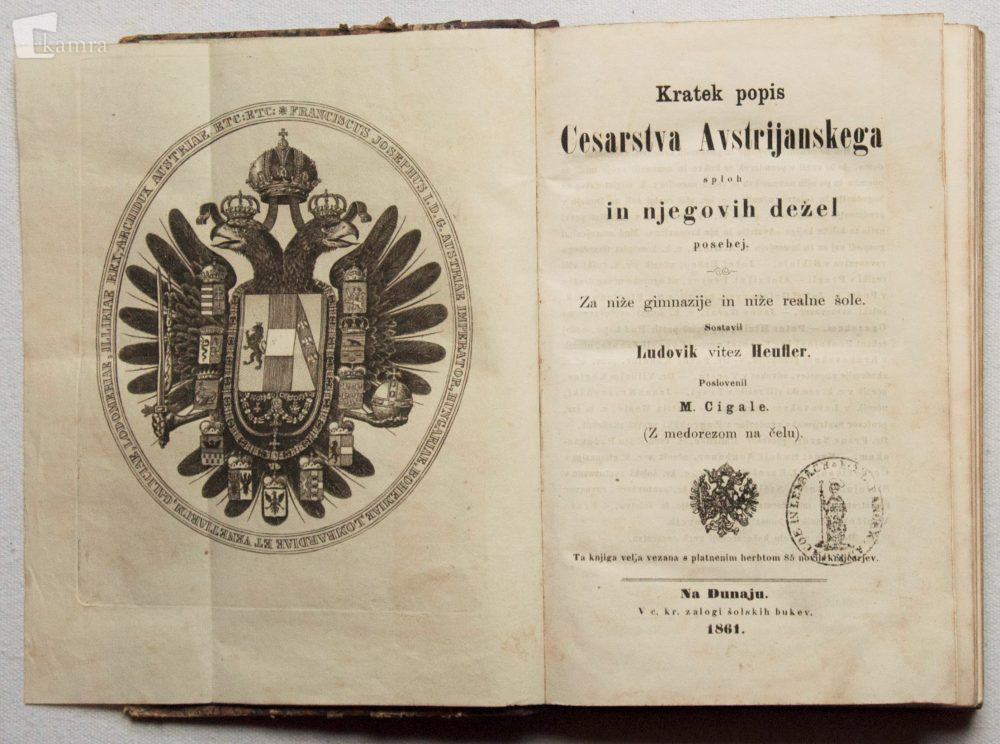 kamra
FRANCISCUS JOSEPHUS I. D. G. AUSTRIAE IMPERATOR, HUNGARIAE, BOHEMIAE, LOMBARDIAE ET VENETIARUM, GALICIAE, LODOMERIAE, ILLIRIAE REX, ARCHIDUX AUSTRIAE, ETC: ETC:
Kratek popis
Cesarstva Avstrijanskega
sploh
in njegovih dežel
posebej.
Za niže gimnazije in niže realne šole.
Sostavil
Ludovik vitez Heufler.
Poslovenil
M. Cigale.
(Z medorezom na čelu).
Ta knjiga velja vezana s platnenim herbtom 85 novih krajcarjev.
Na Dunaju.
V c. kr. zalogi šolskih bukev.
1861.